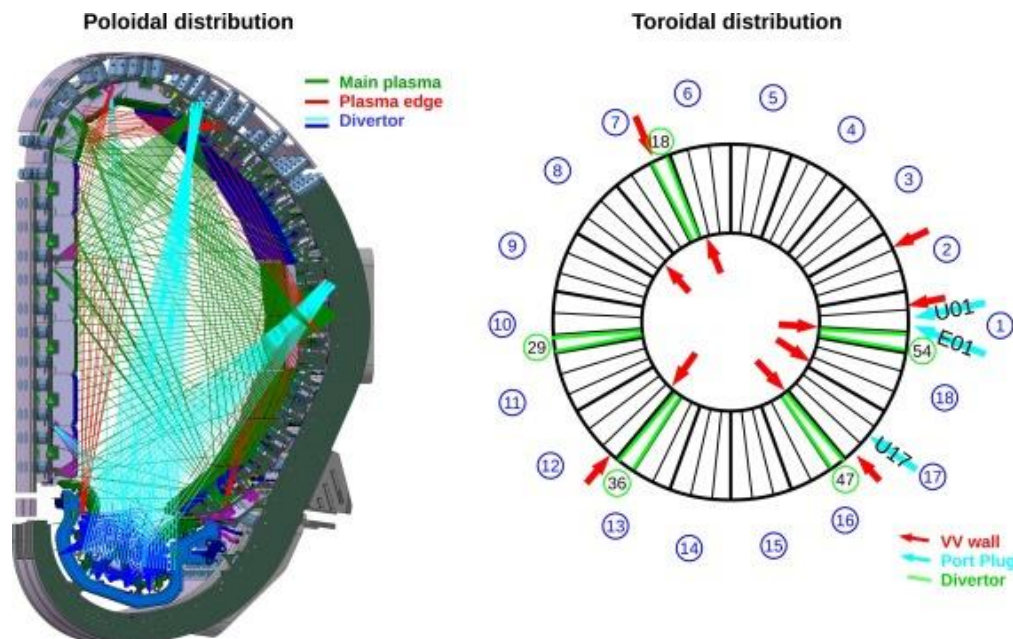 Poloidal distribution
Main plasma
Plasma edge
Divertor
Toroidal distribution
6
5
7
18
4
8
3
9
2
U01
10
1
29
E01
54
11
18
U17
12
17
36
47
13
16
14
15
VV wall
Port Plug
Divertor